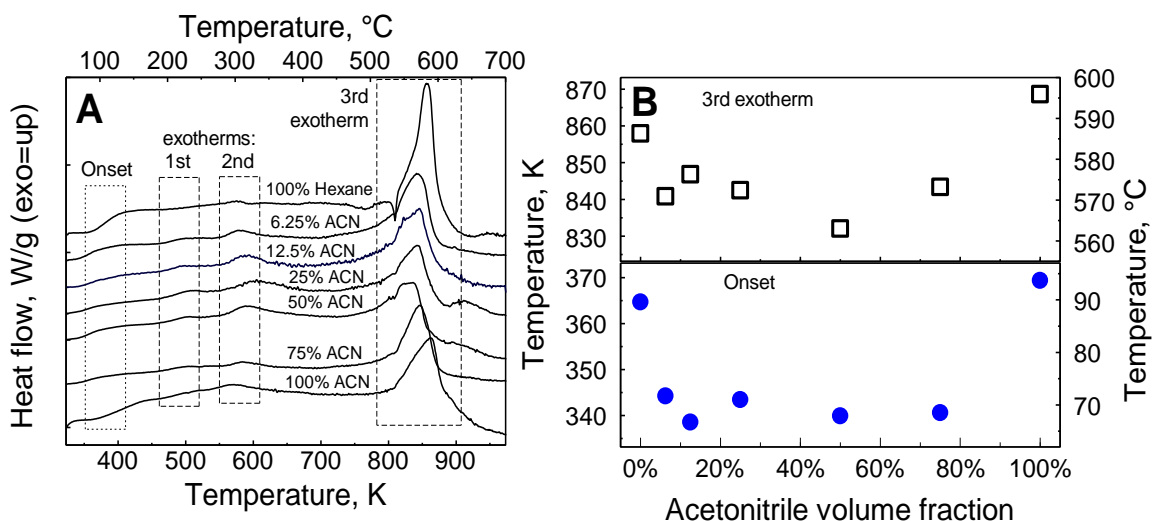 Temperature, °C
100 200 300 400 500 600 700
A
3rd
exotherm
exotherms:
Onset
1st 2nd
100% Hexane
6.25% ACN
12.5% ACN
25% ACN
50% ACN
75% ACN
100% ACN
Heat flow, W/g (exo=up)
400 500 600 700 800 900
Temperature, K
B
3rd exotherm
870
860
850
840
830
600
590
580
570
560
Onset
370
360
350
340
90
80
70
Temperature, K
Temperature, °C
0% 20% 40% 60% 80% 100%
Acetonitrile volume fraction